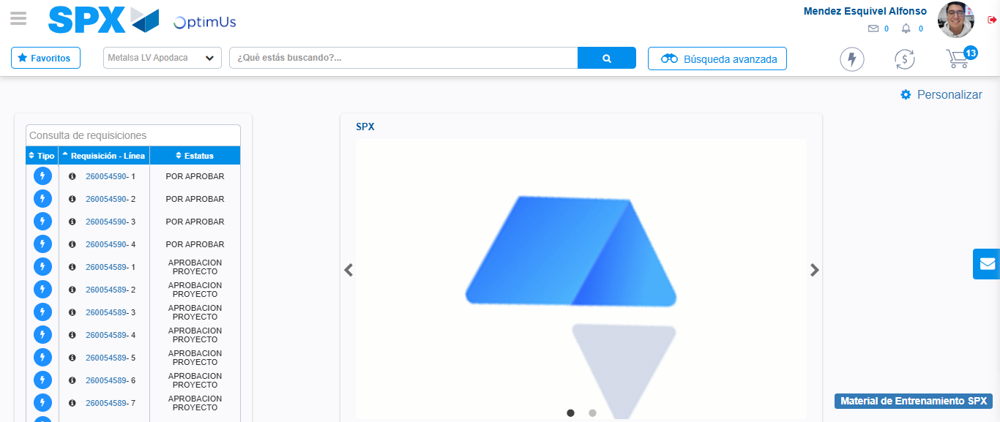 SPX OptimUs
Mendez Esquivel Alfonso
0 0
Favoritos
Metalsa LV Apodaca
¿Qué estás buscando?...
Búsqueda avanzada
$
13
Personalizar
Consulta de requisiciones
Tipo Requisición - Línea Estatus
260054590- 1 POR APROBAR
260054590- 2 POR APROBAR
260054590- 3 POR APROBAR
260054590- 4 POR APROBAR
260054589- 1 APROBACION
PROYECTO
260054589- 2 APROBACION
PROYECTO
260054589- 3 APROBACION
PROYECTO
260054589- 4 APROBACION
PROYECTO
260054589- 5 APROBACION
PROYECTO
260054589- 6 APROBACION
PROYECTO
260054589- 7 APROBACION
PROYECTO
SPX
Material de Entrenamiento SPX